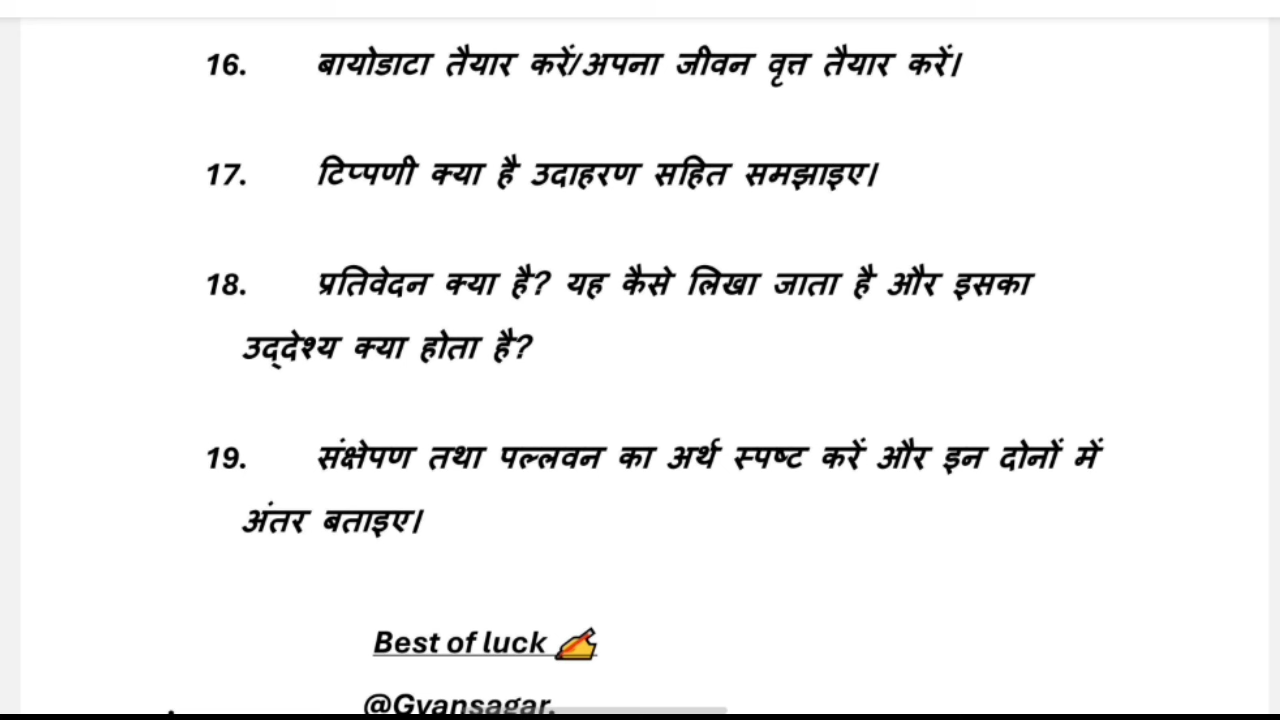 16. बायोडाटा तैयार करें/अपना जीवन वृत्त तैयार करें।
17. टिप्पणी क्या है उदाहरण सहित समझाइए।
18. प्रतिवेदन क्या है? यह कैसे लिखा जाता है और इसका
उद्देश्य क्या होता है?
19. संक्षेपण तथा पल्लवन का अर्थ स्पष्ट करें और इन दोनों में
अंतर बताइए।
Best of luck ✍️
@Gyansagar.